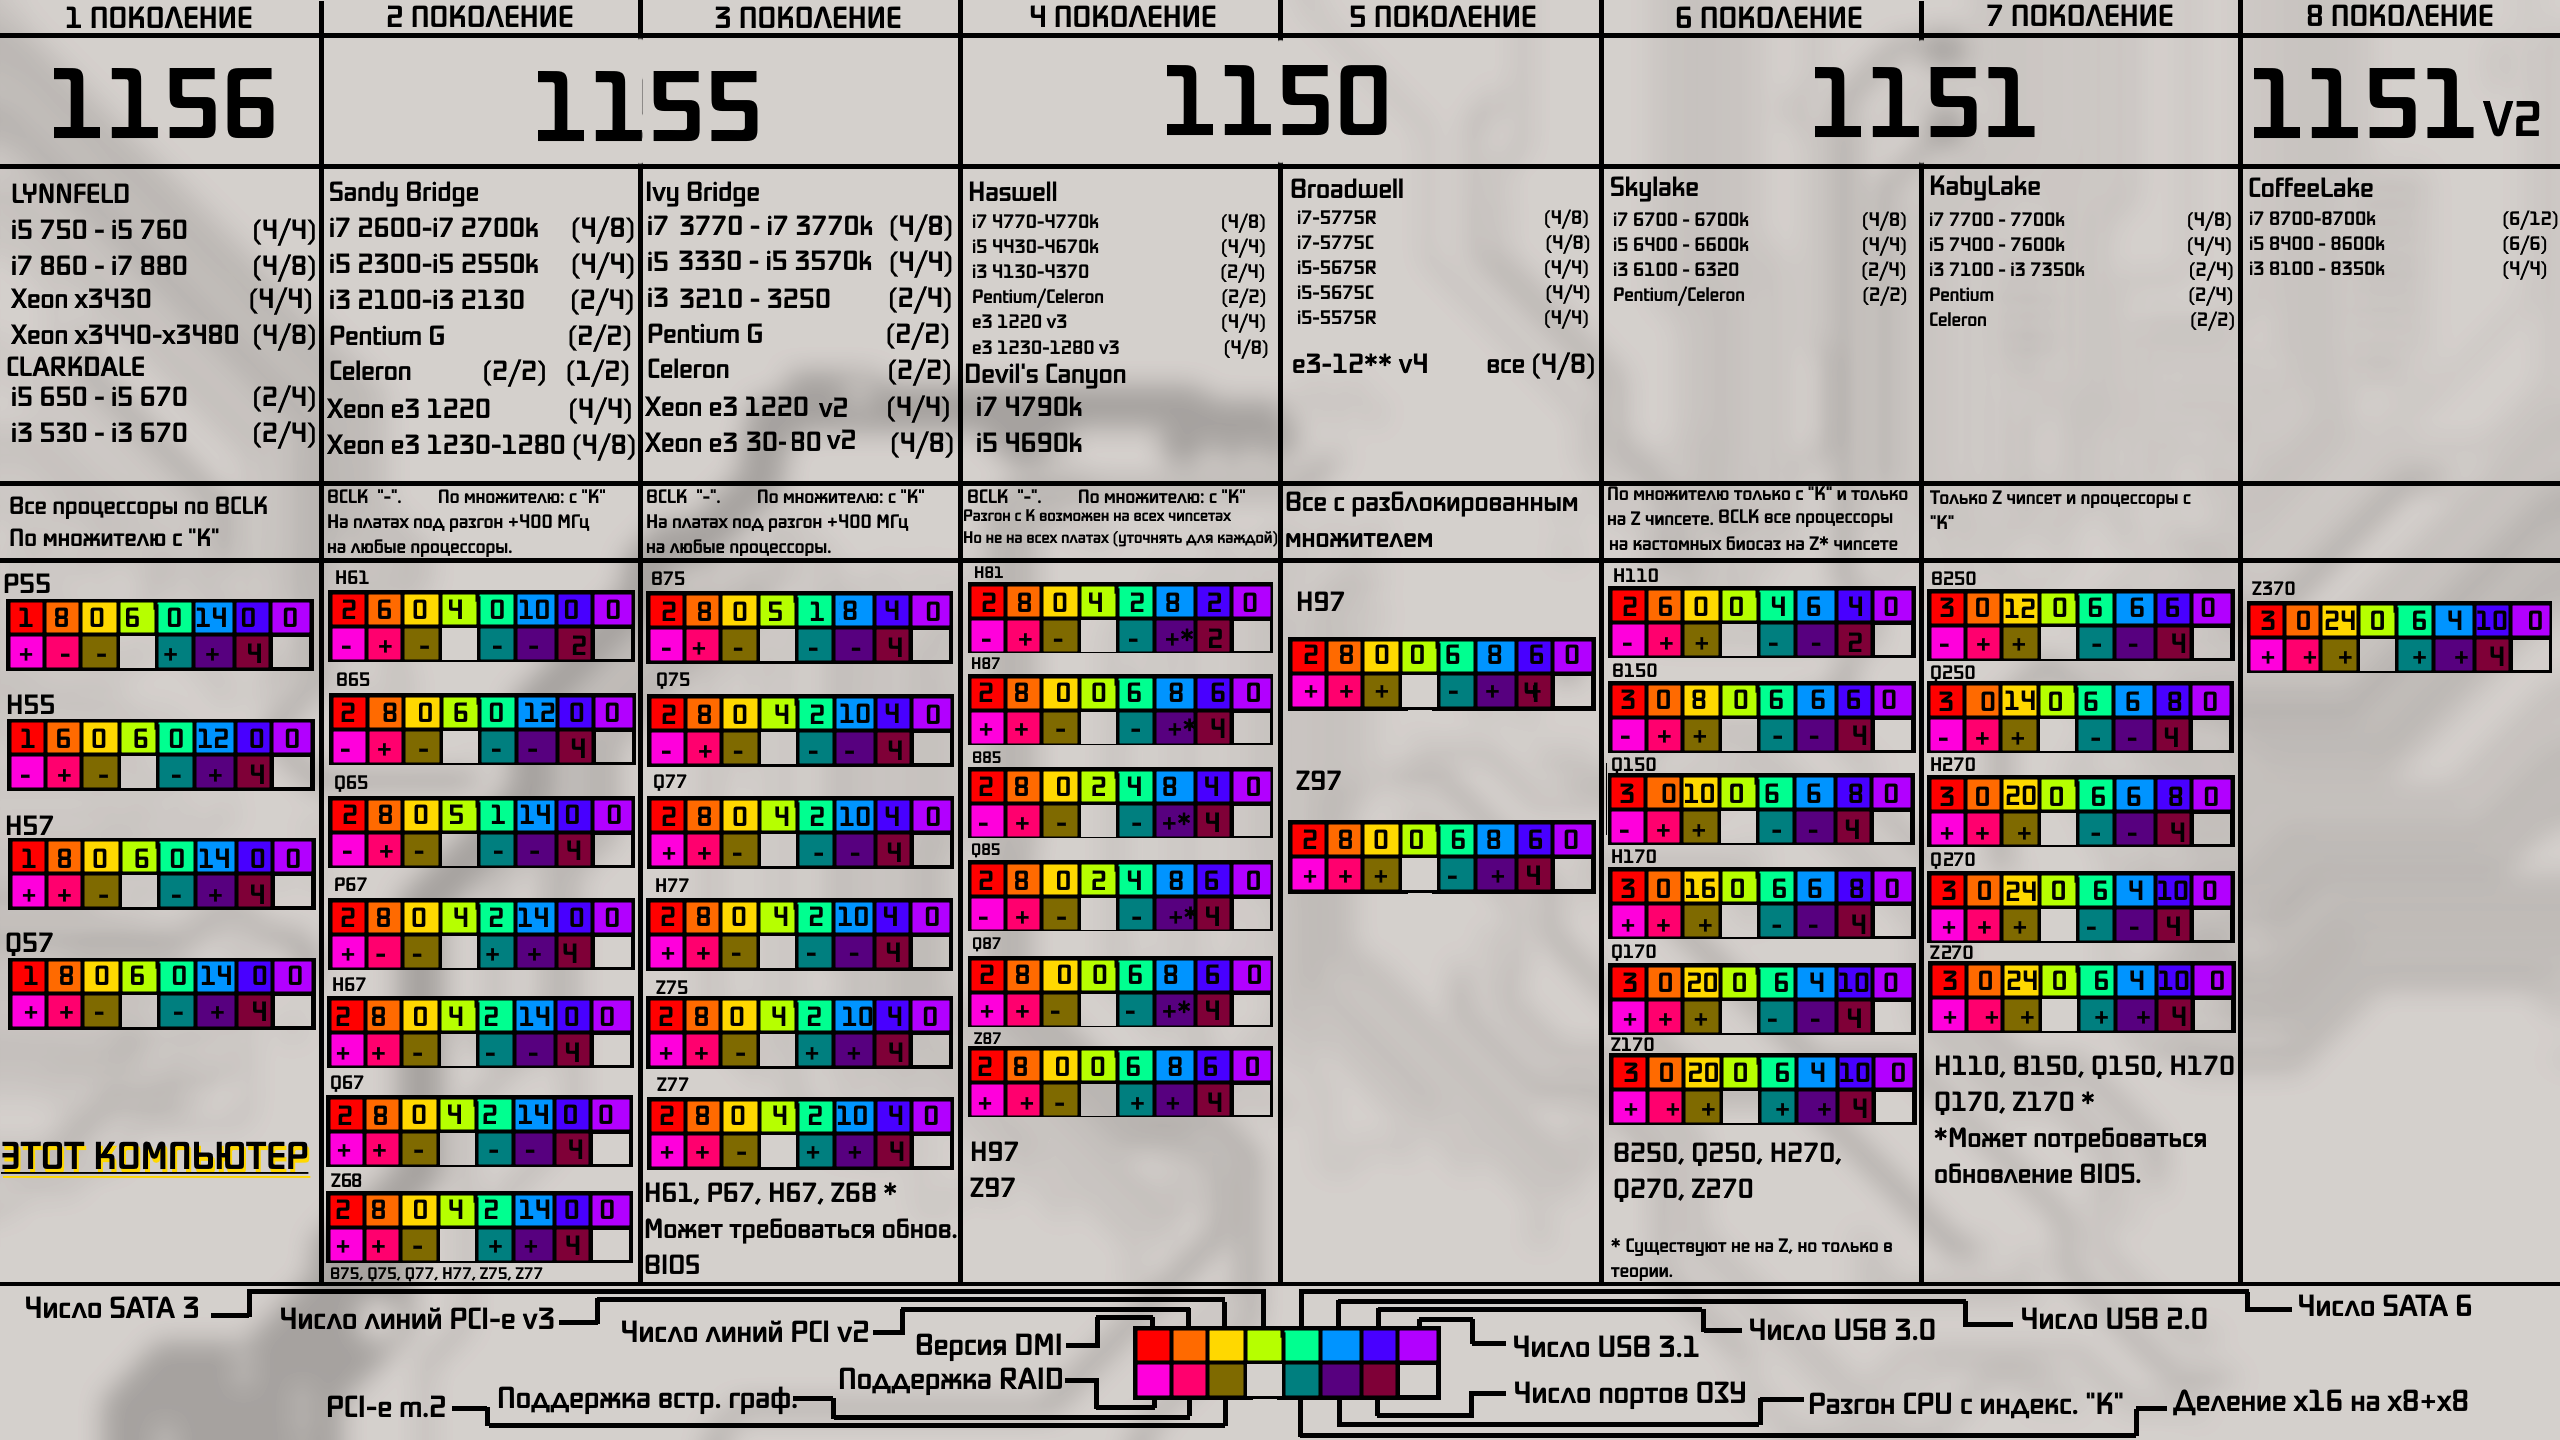 1 ПОКОЛЕНИЕ
2 ПОКОЛЕНИЕ
3 ПОКОЛЕНИЕ
4 ПОКОЛЕНИЕ
5 ПОКОЛЕНИЕ
6 ПОКОЛЕНИЕ
7 ПОКОЛЕНИЕ
8 ПОКОЛЕНИЕ
1156
1155
1150
1151
1151 V2
LYNNFELD
i5 750 - i5 760 (4/4)
i7 860 - i7 880 (4/8)
Xeon x3430 (4/4)
Xeon x3440-x3480 (4/8)
CLARKDALE
i5 650 - i5 670 (2/4)
i3 530 - i3 670 (2/4)
Sandy Bridge
i7 2600-i7 2700k (4/8)
i5 2300-i5 2550k (4/4)
i3 2100-i3 2130 (2/4)
Pentium G (2/2)
Celeron (2/2) (1/2)
Xeon e3 1220 (4/4)
Xeon e3 1230-1280 (4/8)
Ivy Bridge
i7 3770 - i7 3770k (4/8)
i5 3330 - i5 3570k (4/4)
i3 3210 - 3250 (2/4)
Pentium G (2/2)
Celeron (2/2)
Xeon e3 1220 v2 (4/4)
Xeon e3 30-80 v2 (4/8)
Haswell
i7 4770-4770k (4/8)
i5 4430-4670k (4/4)
i3 4130-4370 (2/4)
Pentium/Celeron (2/2)
e3 1220 v3 (4/4)
e3 1230-1280 v3 (4/8)
Devil's Canyon
i7 4790k
i5 4690k
Broadwell
i7-5775R (4/8)
i7-5775C (4/8)
i5-5675R (4/4)
i5-5675C (4/4)
i5-5575R (4/4)
e3-12** v4 все (4/8)
Skylake
i7 6700 - 6700k (4/8)
i5 6400 - 6600k (4/4)
i3 6100 - 6320 (2/4)
Pentium/Celeron (2/2)
KabyLake
i7 7700 - 7700k (4/8)
i5 7400 - 7600k (4/4)
i3 7100 - i3 7350k (2/4)
Pentium (2/4)
Celeron (2/2)
CoffeeLake
i7 8700-8700k (6/12)
i5 8400 - 8600k (6/6)
i3 8100 - 8350k (4/4)
Все процессоры по BCLK
По множителю с "K"
BCLK "-". По множителю: с "K"
На платах под разгон +400 МГц
на любые процессоры.
BCLK "-". По множителю: с "K"
На платах под разгон +400 МГц
на любые процессоры.
BCLK "-". По множителю: с "K"
Разгон с K возможен на всех чипсетах
Но не на всех платах (уточнять для каждой)
Все с разблокированным
множителем
По множителю только с "K" и только
на Z чипсете. BCLK все процессоры
на кастомных биосаз на Z* чипсете
Только Z чипсет и процессоры с
"K"
P55
1 8 0 6 0 14 0 0
+ - - + + 4
H55
1 6 0 6 0 12 0 0
- + - - + 4
H57
1 8 0 6 0 14 0 0
+ + - - + 4
Q57
1 8 0 6 0 14 0 0
+ + - - + 4
ЭТОТ КОМПЬЮТЕР
H61
2 6 0 4 0 10 0 0
- + - - - 2
B65
2 8 0 6 0 12 0 0
- + - - - 4
Q65
2 8 0 5 1 14 0 0
- + - - - 4
P67
2 8 0 4 2 14 0 0
+ - - + + 4
H67
2 8 0 4 2 14 0 0
+ + - - - 4
Q67
2 8 0 4 2 14 0 0
+ + - - - 4
Z68
2 8 0 4 2 14 0 0
+ + - + + 4
B75, Q75, Q77, H77, Z75, Z77
B75
2 8 0 5 1 8 4 0
- + - - - 4
Q75
2 8 0 4 2 10 4 0
- + - - - 4
Q77
2 8 0 4 2 10 4 0
+ + - - - 4
H77
2 8 0 4 2 10 4 0
+ + - - - 4
Z75
2 8 0 4 2 10 4 0
+ + - + + 4
Z77
2 8 0 4 2 10 4 0
+ + - + + 4
H61, P67, H67, Z68 *
Может требоваться обнов.
BIOS
H81
2 8 0 4 2 8 2 0
- + - - +* 2
H87
2 8 0 0 6 8 6 0
+ + - - +* 4
B85
2 8 0 2 4 8 4 0
- + - - +* 4
Q85
2 8 0 2 4 8 6 0
- + - - +* 4
Q87
2 8 0 0 6 8 6 0
+ + - - +* 4
Z87
2 8 0 0 6 8 6 0
+ + - + + 4
H97
Z97
H97
2 8 0 0 6 8 6 0
+ + + - + 4
Z97
2 8 0 0 6 8 6 0
+ + + - + 4
H110
2 6 0 0 4 6 4 0
- + + - - 2
B150
3 0 8 0 6 6 6 0
- + + - - 4
Q150
3 0 10 0 6 6 8 0
- + + - - 4
H170
3 0 16 0 6 6 8 0
+ + + - - 4
Q170
3 0 20 0 6 4 10 0
+ + + - - 4
Z170
3 0 20 0 6 4 10 0
+ + + + + 4
B250, Q250, H270,
Q270, Z270
* Существуют не на Z, но только в
теории.
B250
3 0 12 0 6 6 6 0
- + + - - 4
Q250
3 0 14 0 6 6 8 0
- + + - - 4
H270
3 0 20 0 6 6 8 0
+ + + - - 4
Q270
3 0 24 0 6 4 10 0
+ + + - - 4
Z270
3 0 24 0 6 4 10 0
+ + + + + 4
H110, B150, Q150, H170
Q170, Z170 *
*Может потребоваться
обновление BIOS.
Z370
3 0 24 0 6 4 10 0
+ + + + + 4
Число SATA 3
Число линий PCI-e v3
Число линий PCI v2
Версия DMI
Поддержка RAID
Поддержка встр. граф.
PCI-e m.2
Число SATA 6
Число USB 2.0
Число USB 3.0
Число USB 3.1
Число портов ОЗУ
Разгон CPU с индекс. "K"
Деление x16 на x8+x8